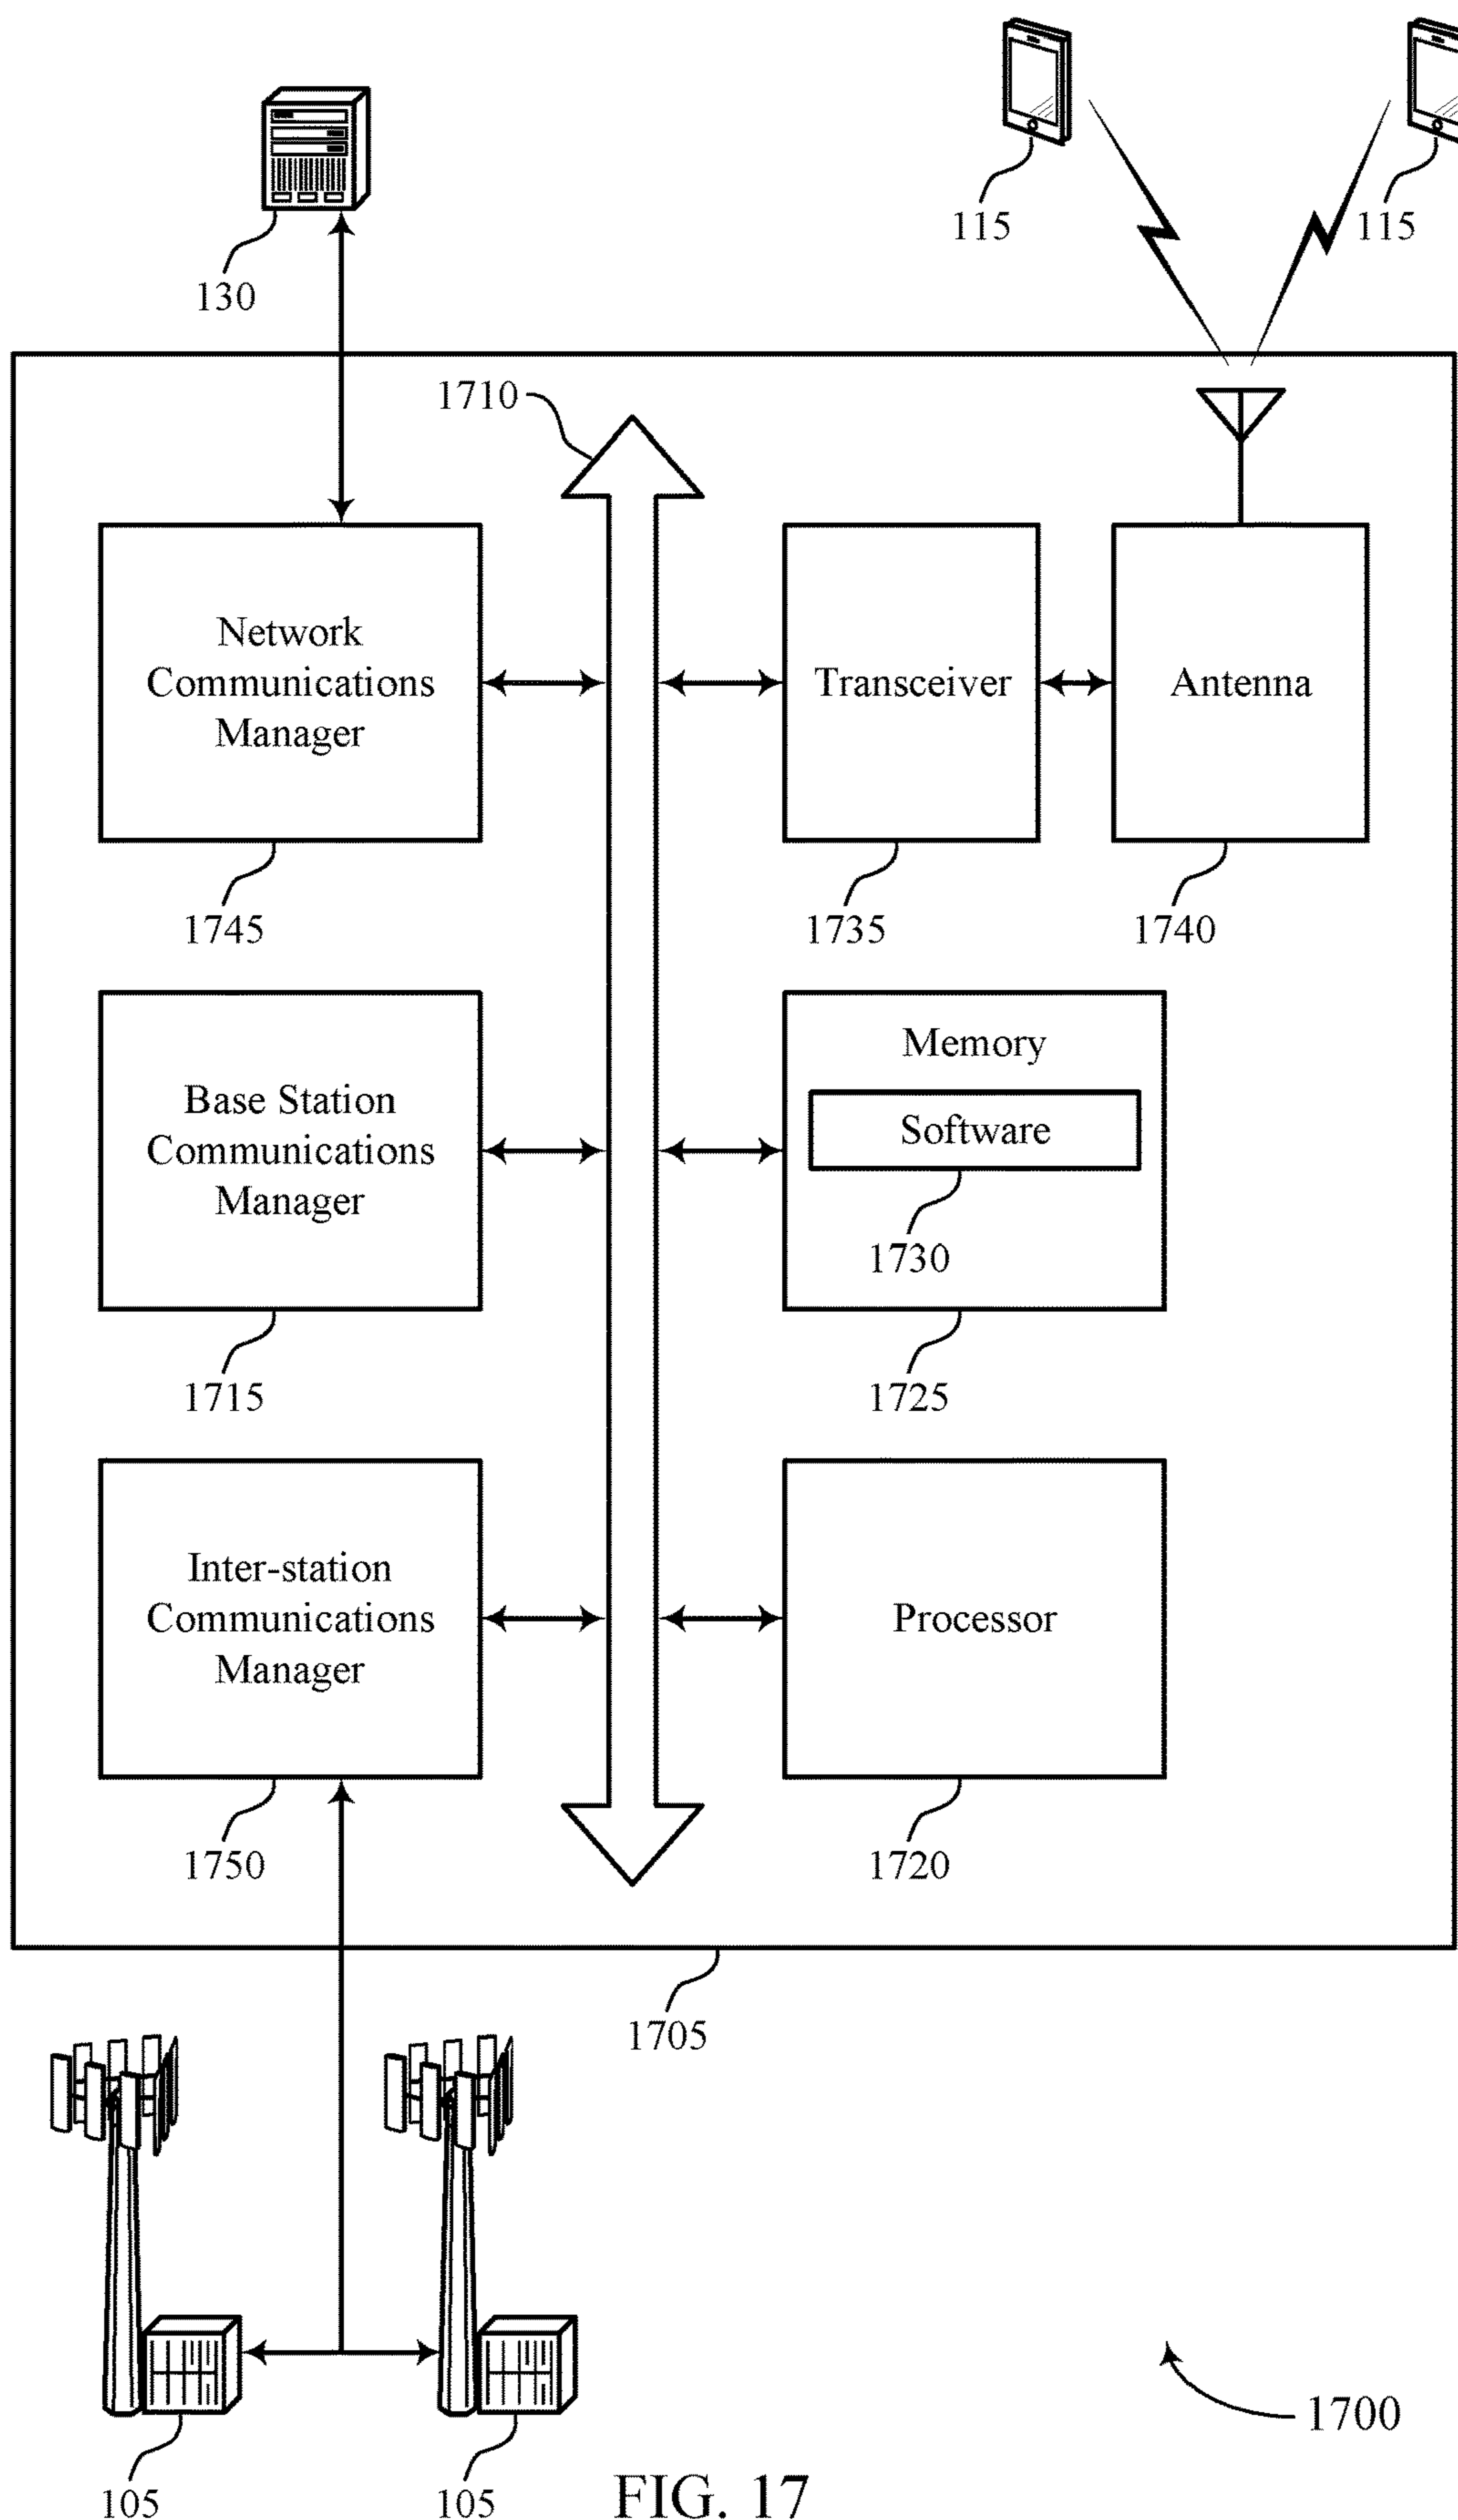 115
115
130
1710
Network
Communications
Manager
Transceiver
Antenna
1745
1735
1740
Base Station
Communications
Manager
Memory
Software
1730
1715
1725
Inter-station
Communications
Manager
Processor
1750
1720
1705
1700
105
105
FIG. 17